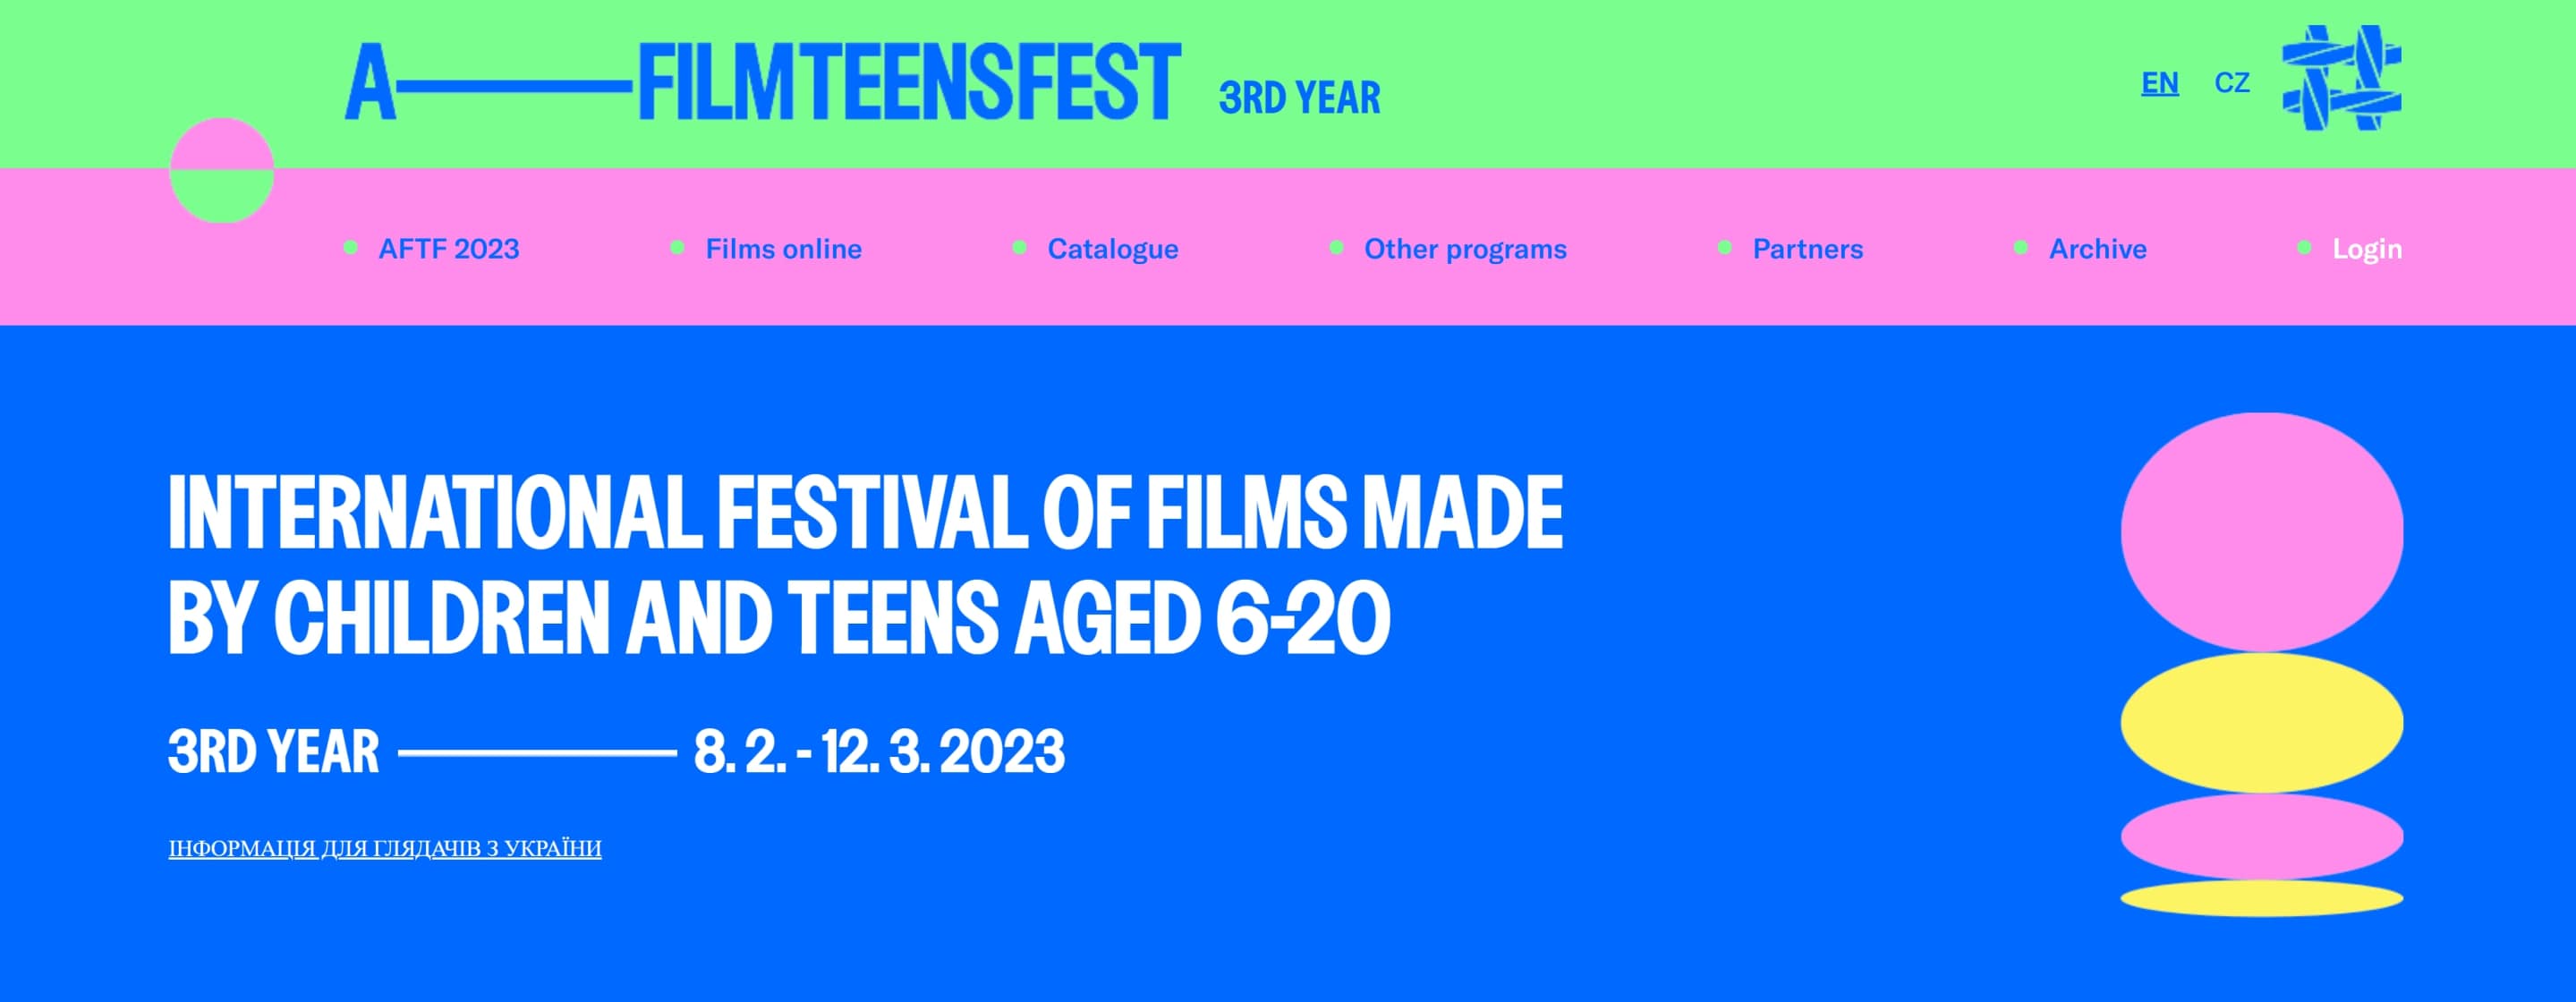 A FILMTEENSFEST 3RD YEAR
EN CZ
AFTF 2023 Films online Catalogue Other programs Partners Archive Login
INTERNATIONAL FESTIVAL OF FILMS MADE
BY CHILDREN AND TEENS AGED 6-20
3RD YEAR 8. 2. - 12. 3. 2023
ІНФОРМАЦІЯ ДЛЯ ГЛЯДАЧІВ З УКРАЇНИ